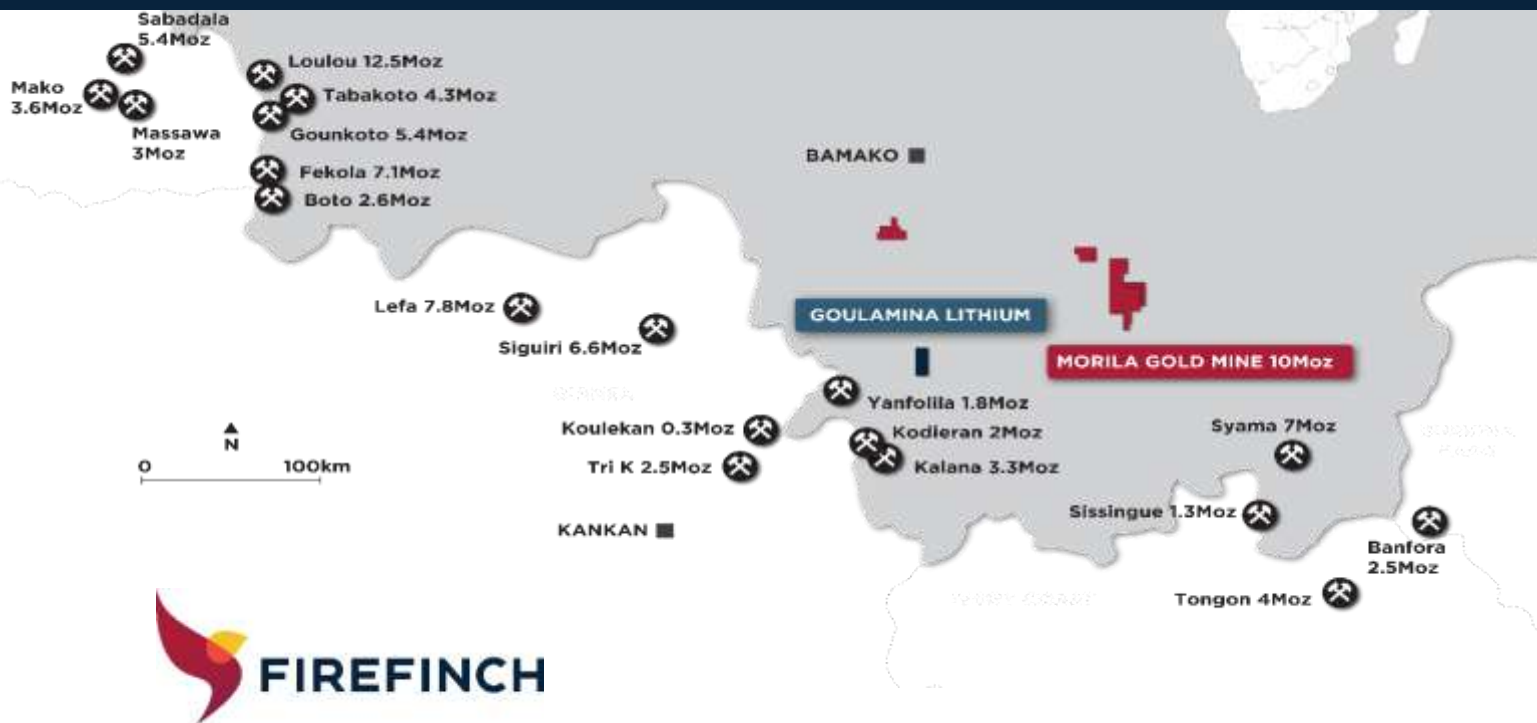 Sabadala
5.4Moz
Loulou 12.5Moz
Mako
3.6Moz
Tabakoto 4.3Moz
Massawa
3Moz
Gounkoto 5.4Moz
BAMAKO
Fekola 7.1Moz
Boto 2.6Moz
Lefa 7.8Moz
GOULAMINA LITHIUM
Siguiri 6.6Moz
MORILA GOLD MINE 10Moz
Yanfolila 1.8Moz
Koulekan 0.3Moz
Kodieran 2Moz
Syama 7Moz
N
0 100km
Tri K 2.5Moz
Kalana 3.3Moz
Sissingue 1.3Moz
KANKAN
Banfora
2.5Moz
Tongon 4Moz
FIREFINCH